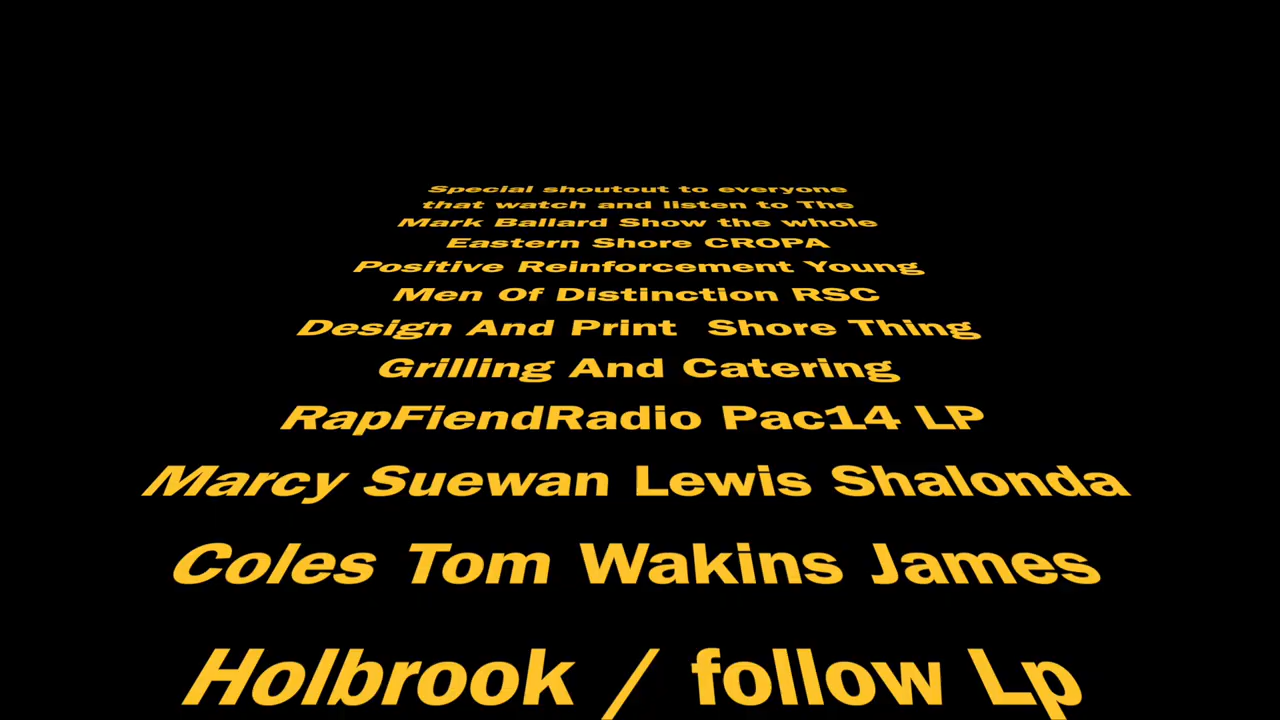 Special shoutout to everyone
that watch and listen to The
Mark Ballard Show the whole
Eastern Shore CROPA
Positive Reinforcement Young
Men Of Distinction RSC
Design And Print  Shore Thing
Grilling And Catering
RapFiendRadio Pac14 LP
Marcy Suewan Lewis Shalonda
Coles Tom Wakins James
Holbrook / follow Lp